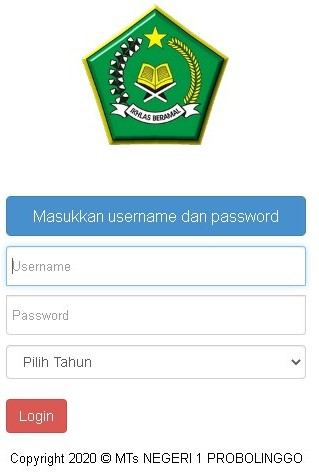 IKHLAS BERAMAL
Masukkan username dan password
Username
Password
Pilih Tahun
Login
Copyright 2020 © MTs NEGERI 1 PROBOLINGGO